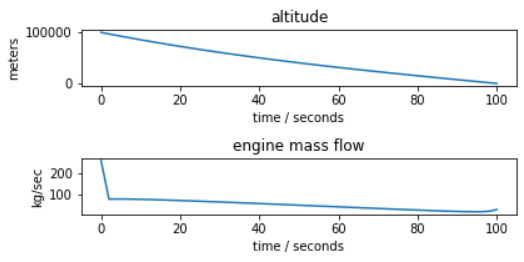 altitude
100000
0
meters
0 20 40 60 80 100
time / seconds
engine mass flow
200
100
kg/sec
0 20 40 60 80 100
time / seconds